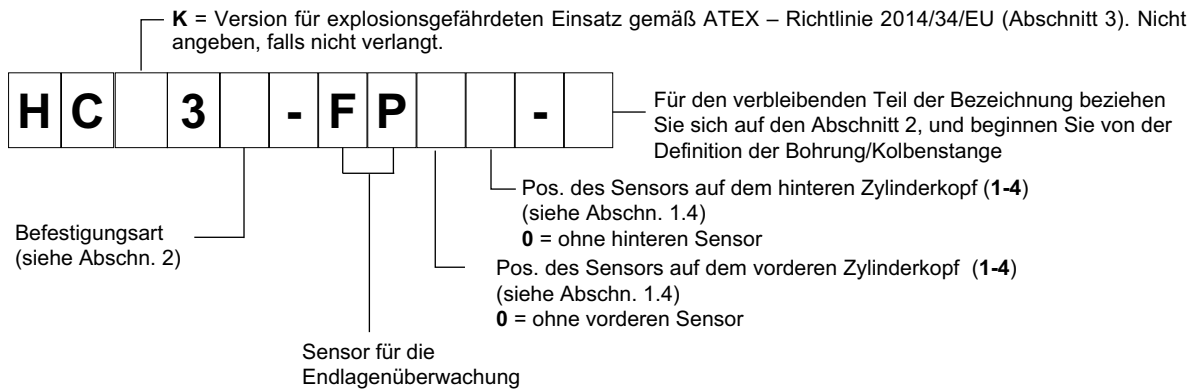 K = Version für explosionsgefährdeten Einsatz gemäß ATEX – Richtlinie 2014/34/EU (Abschnitt 3). Nicht
angeben, falls nicht verlangt.
HC 3 - FP -
Für den verbleibenden Teil der Bezeichnung beziehen
Sie sich auf den Abschnitt 2, und beginnen Sie von der
Definition der Bohrung/Kolbenstange
Pos. des Sensors auf dem hinteren Zylinderkopf (1-4)
(siehe Abschn. 1.4)
0 = ohne hinteren Sensor
Befestigungsart
(siehe Abschn. 2)
Pos. des Sensors auf dem vorderen Zylinderkopf (1-4)
(siehe Abschn. 1.4)
0 = ohne vorderen Sensor
Sensor für die
Endlagenüberwachung